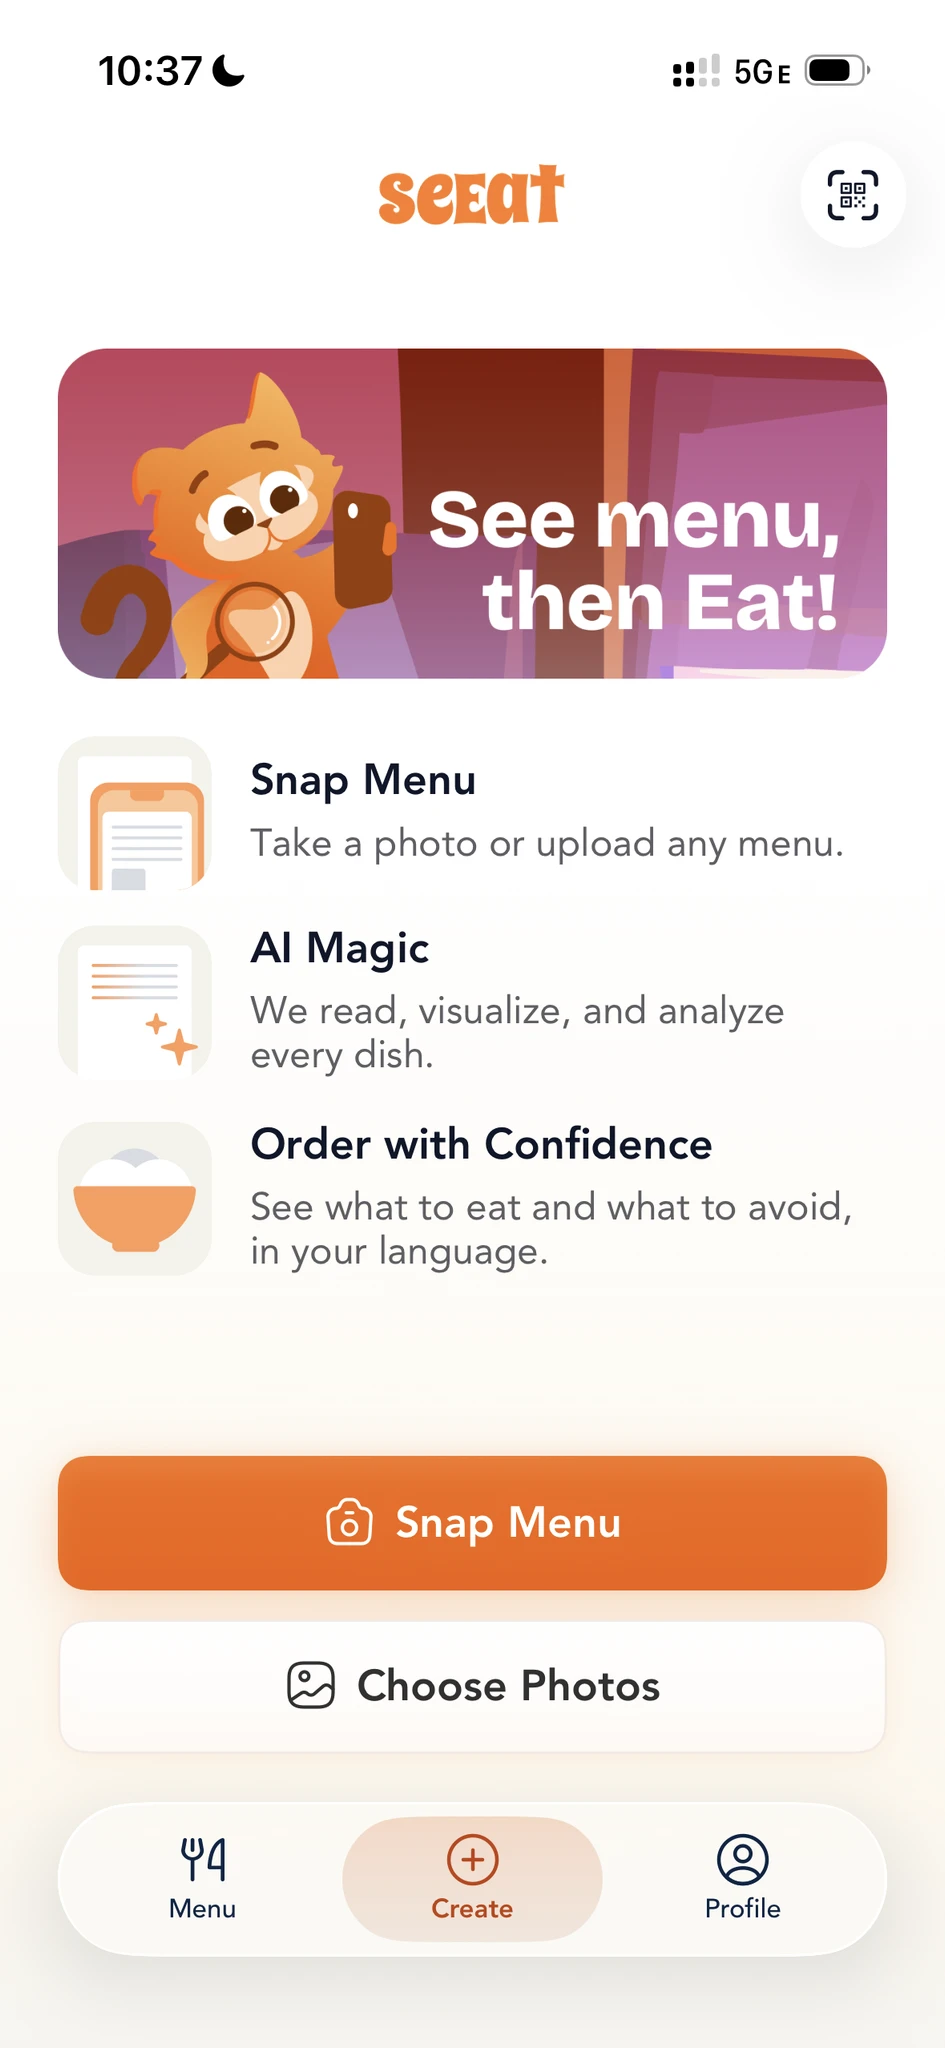 10:37
5GE
seEat
See menu,
then Eat!
Snap Menu
Take a photo or upload any menu.
AI Magic
We read, visualize, and analyze
every dish.
Order with Confidence
See what to eat and what to avoid,
in your language.
Snap Menu
Choose Photos
Menu
Create
Profile